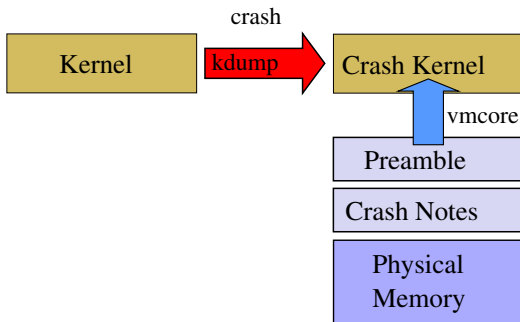 crash
Kernel
kdump
Crash Kernel
vmcore
Preamble
Crash Notes
Physical
Memory